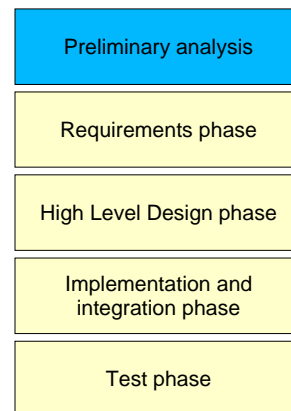 Preliminary analysis
Requirements phase
High Level Design phase
Implementation and
integration phase
Test phase